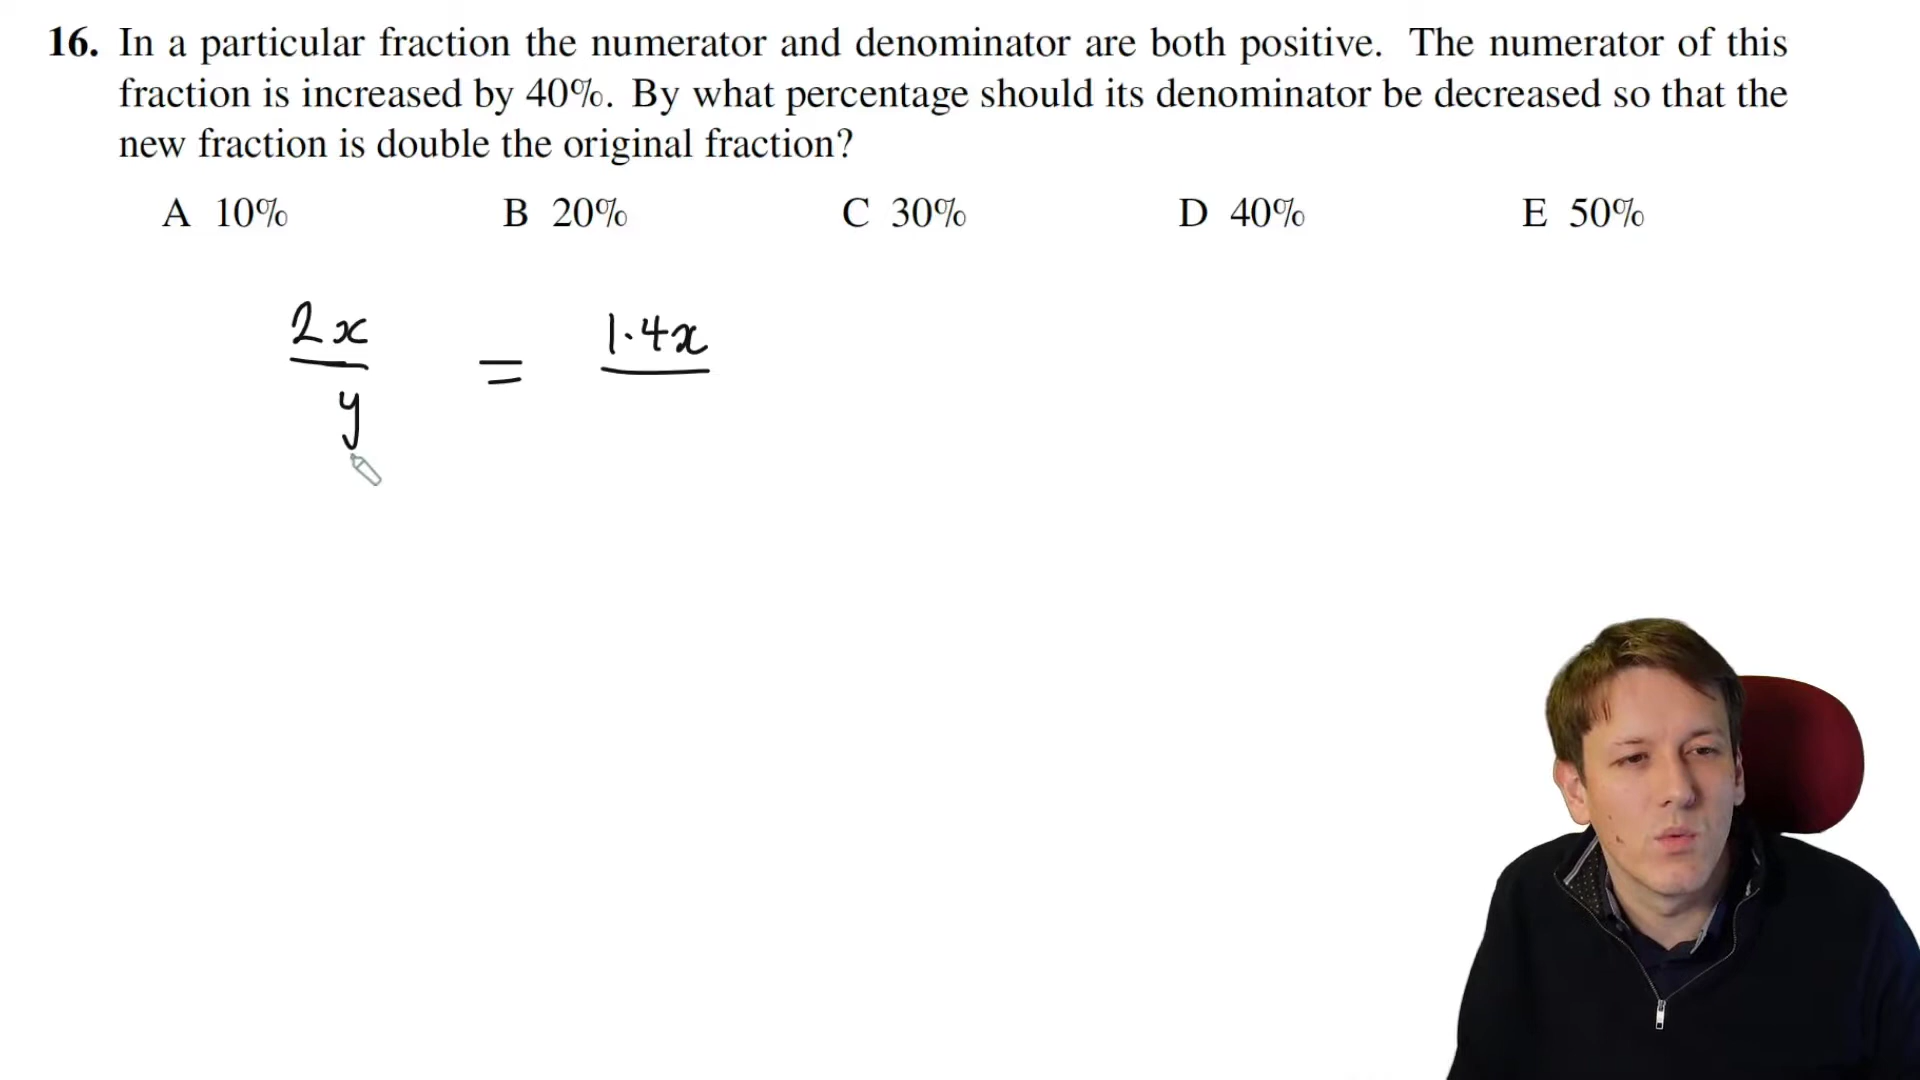 16. In a particular fraction the numerator and denominator are both positive. The numerator of this
fraction is increased by 40%. By what percentage should its denominator be decreased so that the
new fraction is double the original fraction?
A 10% B 20% C 30% D 40% E 50%
2x = 1.4x
y